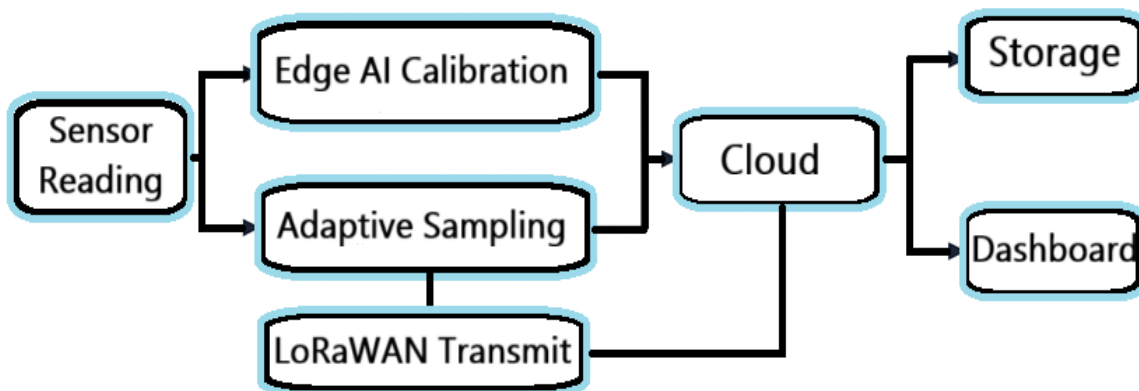 Sensor
Reading
Edge AI Calibration
Adaptive Sampling
LoRaWAN Transmit
Cloud
Storage
Dashboard